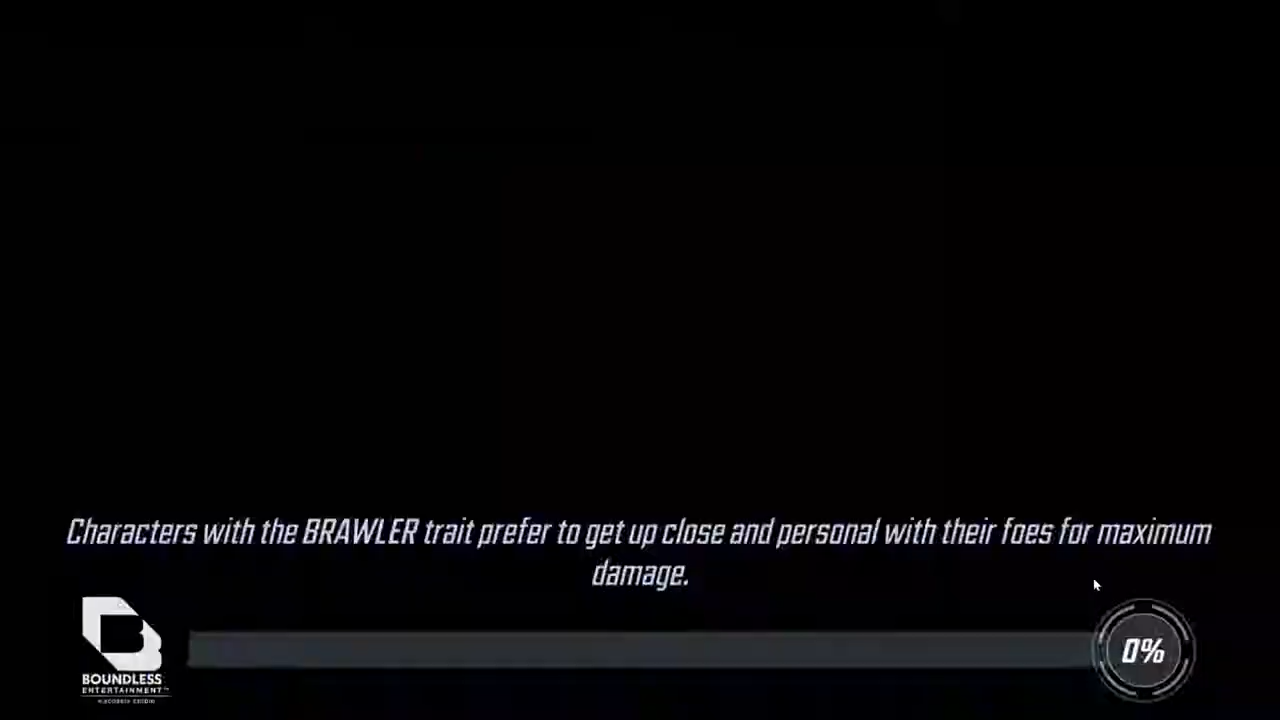 Characters with the BRAWLER trait prefer to get up close and personal with their foes for maximum
damage.
0%
BOUNDLESS
ENTERTAINMENT™